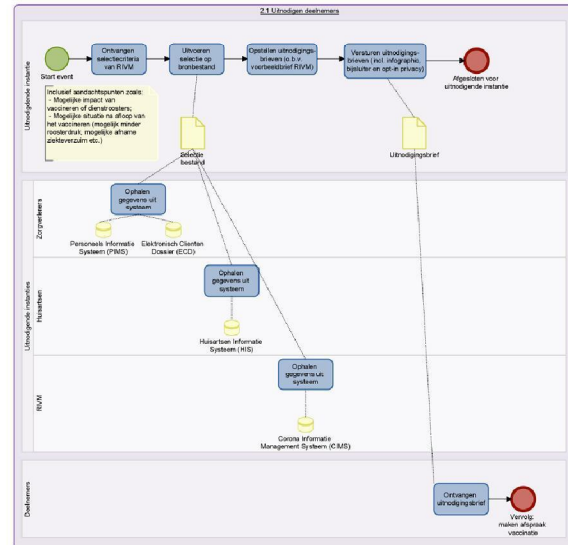 2.1 Uitnodigen deelnemers
Uitnodigende instantie
Start event
Ontvangen
selectiecriteria
van RIVM
Uitvoeren
selectie op
bronbestand
Opstellen uitnodigings-
brieven (o.b.v.
voorbeeldbrief RIVM)
Versturen uitnodigings-
brieven (incl. infographic,
bijsluiter en opt-in privacy)
Afgesloten voor
uitnodigende instantie
Inclusief aandachtspunten zoals:
- Mogelijke impact van
vaccineren of dienstroosters;
- Mogelijke situatie na afloop van
het vaccineren (mogelijk minder
roosterdruk, mogelijke afname
ziekteverzuim etc.)
Selectie
bestand
Uitnodigingsbrief
Uitnodigende instanties
Zorgverleners
Ophalen
gegevens uit
systeem
Personeels Informatie
Systeem (PIMS)
Elektronisch Cliënten
Dossier (ECD)
Huisartsen
Ophalen
gegevens uit
systeem
Huisartsen Informatie
Systeem (HIS)
RIVM
Ophalen
gegevens uit
systeem
Corona Informatie
Management Systeem (CIMS)
Deelnemers
Ontvangen
uitnodigingsbrief
Vervolg:
maken afspraak
vaccinatie